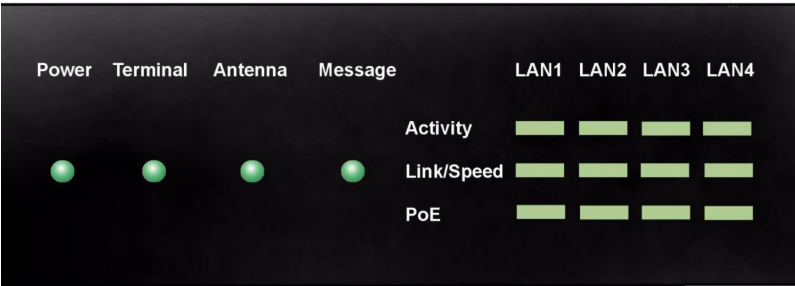 Power Terminal Antenna Message LAN1 LAN2 LAN3 LAN4
Activity
Link/Speed
PoE